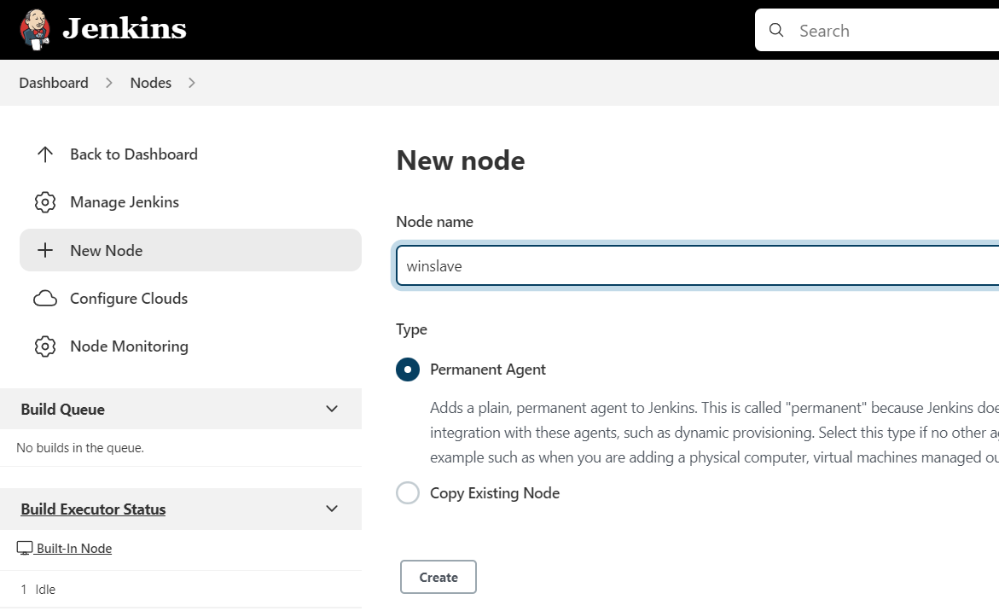 Jenkins
Search
Dashboard
Nodes
Back to Dashboard
Manage Jenkins
New Node
Configure Clouds
Node Monitoring
Build Queue
No builds in the queue.
Build Executor Status
Built-In Node
1 Idle
New node
Node name
winslave
Type
Permanent Agent
Adds a plain, permanent agent to Jenkins. This is called "permanent" because Jenkins doe
integration with these agents, such as dynamic provisioning. Select this type if no other a
example such as when you are adding a physical computer, virtual machines managed ou
Copy Existing Node
Create